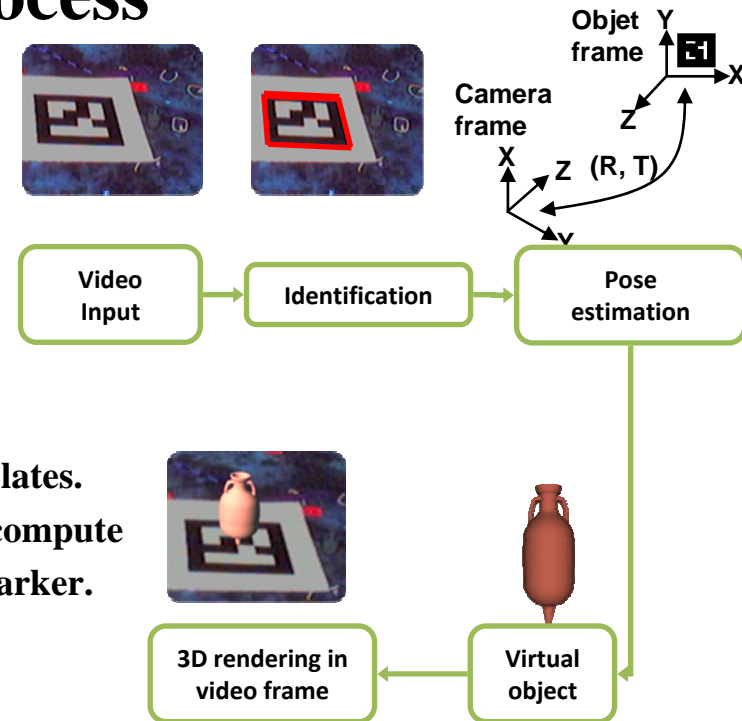 ocess
Objet
frame
Y
X
Z
Camera
frame
X
Z
(R, T)
Y
Video
Input
Identification
Pose
estimation
lates.
compute
arker.
3D rendering in
video frame
Virtual
object